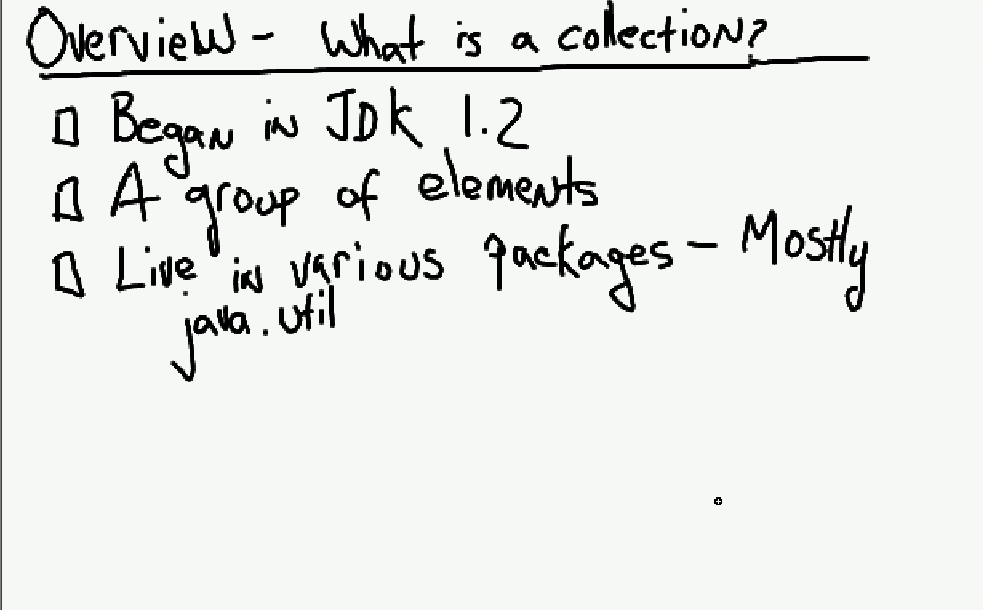 Overview - What is a collection?
Began in JDK 1.2
A group of elements
Live in various packages - Mostly
java.util